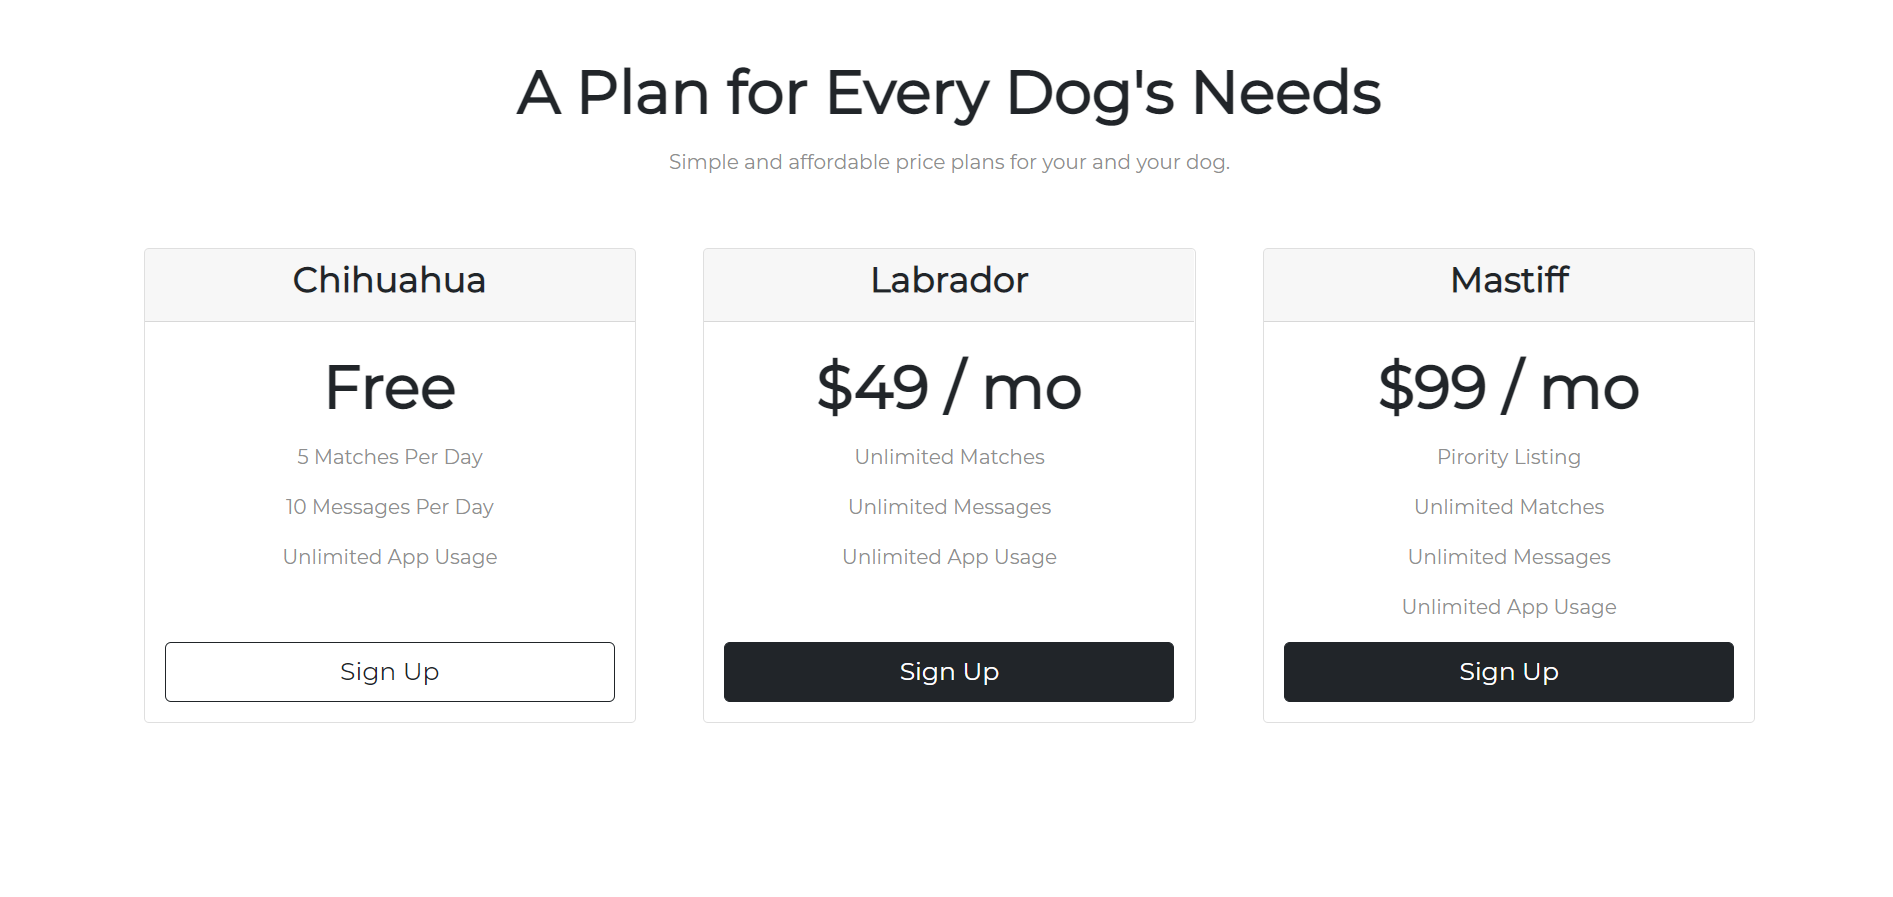 A Plan for Every Dog's Needs
Simple and affordable price plans for your and your dog.
Chihuahua
Free
5 Matches Per Day
10 Messages Per Day
Unlimited App Usage
Sign Up
Labrador
$49 / mo
Unlimited Matches
Unlimited Messages
Unlimited App Usage
Sign Up
Mastiff
$99 / mo
Pirority Listing
Unlimited Matches
Unlimited Messages
Unlimited App Usage
Sign Up